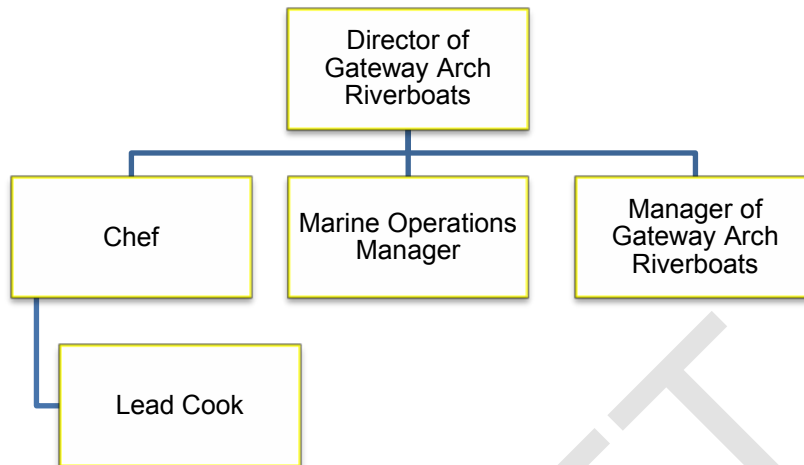 Director of
Gateway Arch
Riverboats
Chef
Marine Operations
Manager
Manager of
Gateway Arch
Riverboats
Lead Cook